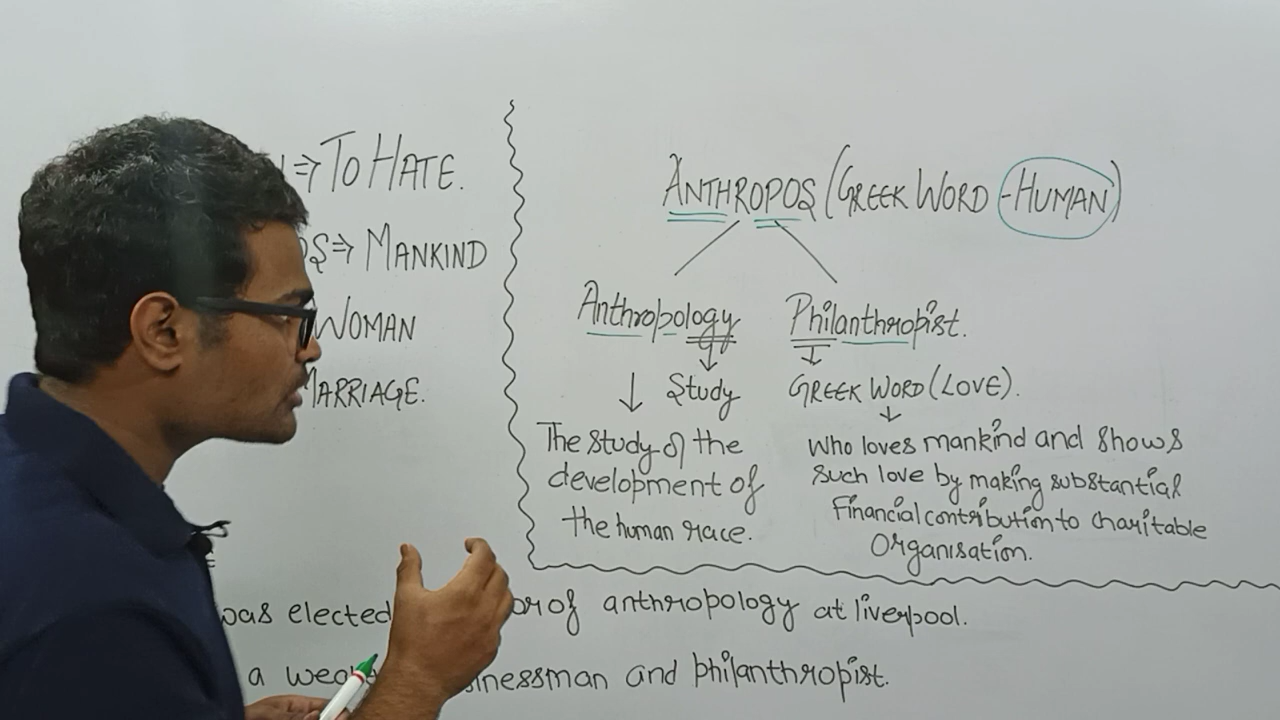 ⇒ TO HATE.
⇒ MANKIND
WOMAN
MARRIAGE.
ANTHROPOS (GREEK WORD - HUMAN)
Anthropology
Philanthropist.
Study
GREEK WORD (LOVE).
The study of the
development of
the human race.
Who loves mankind and shows
such love by making substantial
Financial contribution to charitable
Organisation.
was elected of anthropology at liverpool.
a and philanthropist.